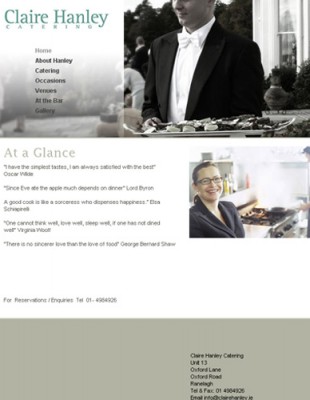 Claire Hanley
CATERING
Home
About Hanley
Catering
Occasions
Venues
At the Bar
Gallery
At a Glance
"I have the simplest tastes, I am always satisfied with the best"
Oscar Wilde
"Since Eve ate the apple much depends on dinner" Lord Byron
A good cook is like a sorceress who dispenses happiness." Elsa
Schiapirelli
"One cannot think well, love well, sleep well, if one has not dined
well" Virginia Woolf
"There is no sincerer love than the love of food" George Bernard Shaw
For Reservations / Enquiries Tel 01- 4984926
Claire Hanley Catering
Unit 13
Oxford Lane
Oxford Road
Ranelagh
Tel & Fax: 01 4984926
Email info@clairehanley.ie